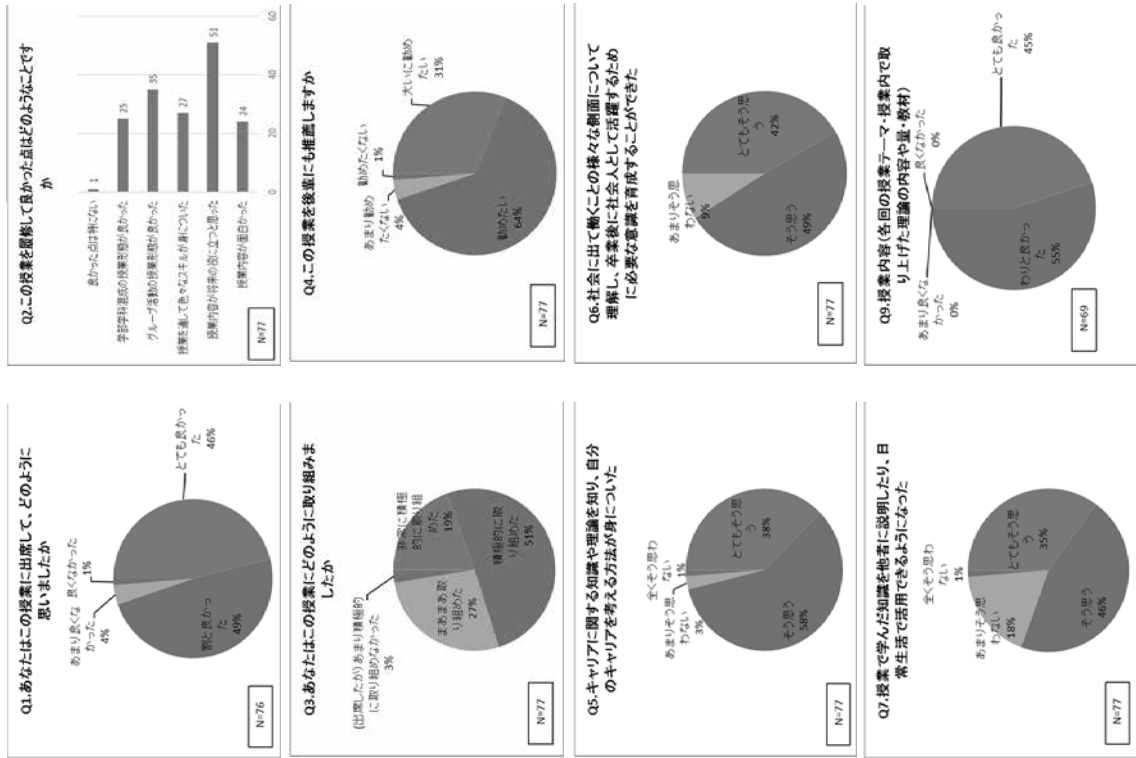 Q1.あなたはこの授業に出席して、どのように
思いましたか
あまり良くな
かった
4%
良くなかった
1%
とても良かっ
た
46%
割と良かっ
た
49%
N=76
Q2.この授業を履修して良かった点はどのようなことです
か
良かった点は特にない
学部学科混成の授業形態が良かった
グループ活動の授業形態が良かった
授業を通して色々なスキルが身についた
授業内容が将来の役に立つと思った
授業内容が面白かった
1
25
35
27
51
24
0
20
40
60
N=77
Q3.あなたはこの授業にどのように取り組みま
したか
(出席したが)あまり積極的
に取り組めなかった
3%
非常に積極
的に取り組
めた
19%
まあまあ取
り組めた
27%
積極的に取
り組めた
51%
N=77
Q4.この授業を後輩にも推薦しますか
あまり勧め
たくない
4%
勧めたくない
1%
大いに勧め
たい
31%
勧めたい
64%
N=77
Q5.キャリアに関する知識や理論を知り、自分
のキャリアを考える方法が身についた
あまりそう思
わない
3%
全くそう思わ
ない
1%
とてもそう思
う
38%
そう思う
58%
N=77
Q6.社会に出て働くことの様々な側面について
理解し、卒業後に社会人として活躍するため
に必要な意識を育成することができた
あまりそう思
わない
9%
とてもそう思
う
42%
そう思う
49%
N=77
Q7.授業で学んだ知識を他者に説明したり、日
常生活で活用できるようになった
全くそう思わ
ない
1%
あまりそう思
わない
18%
とてもそう思
う
35%
そう思う
46%
N=77
Q9.授業内容(各回の授業テーマ・授業内で取
り上げた理論の内容や量・教材)
あまり良くな
かった
0%
良くなかった
0%
とても良かっ
た
45%
わりと良かっ
た
55%
N=69